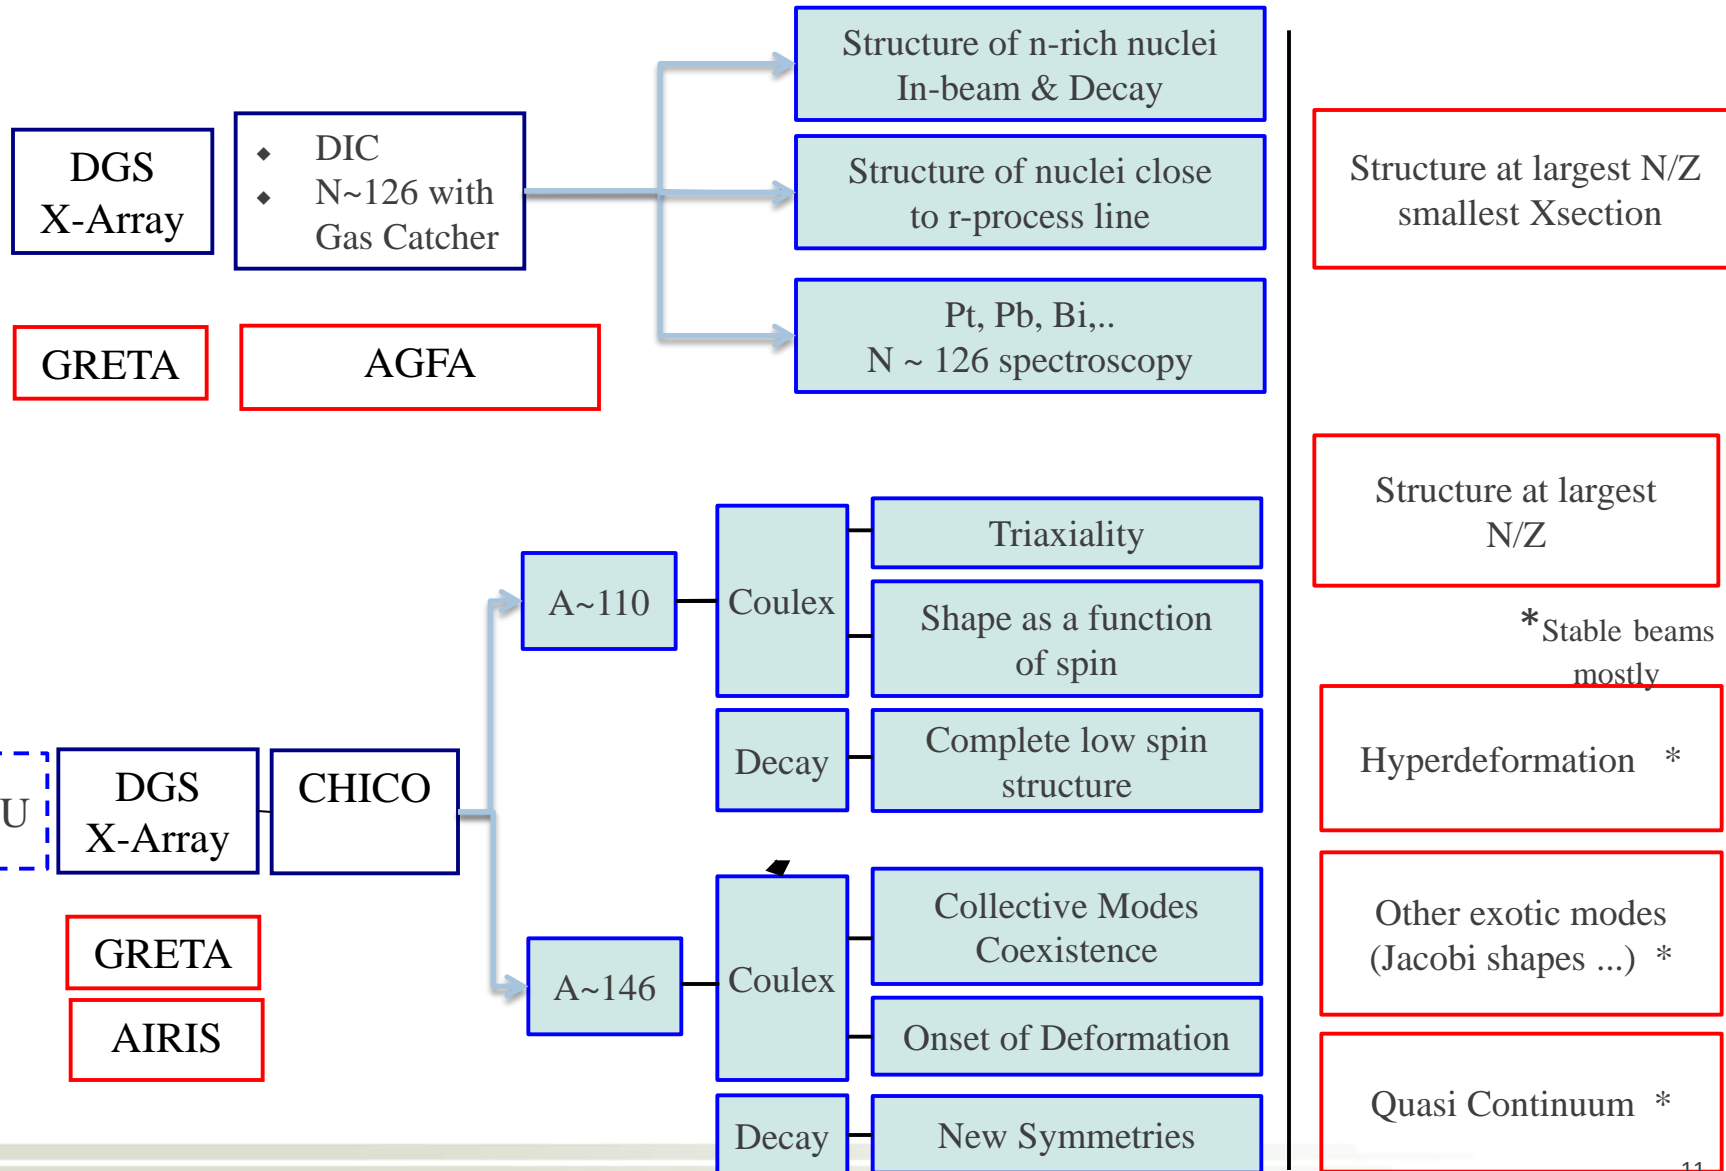 Structure of n-rich nuclei
In-beam & Decay
DGS
X-Array
◆ DIC
◆ N~126 with
Gas Catcher
Structure of nuclei close
to r-process line
Structure at largest N/Z
smallest Xsection
Pt, Pb, Bi,..
N ~ 126 spectroscopy
GRETA
AGFA
Structure at largest
N/Z
A~110
Coulex
Triaxiality
Shape as a function
of spin
*Stable beams
mostly
Decay
Complete low spin
structure
Hyperdeformation *
U
DGS
X-Array
CHICO
GRETA
AIRIS
A~146
Coulex
Collective Modes
Coexistence
Onset of Deformation
Other exotic modes
(Jacobi shapes ...) *
Decay
New Symmetries
Quasi Continuum *
11